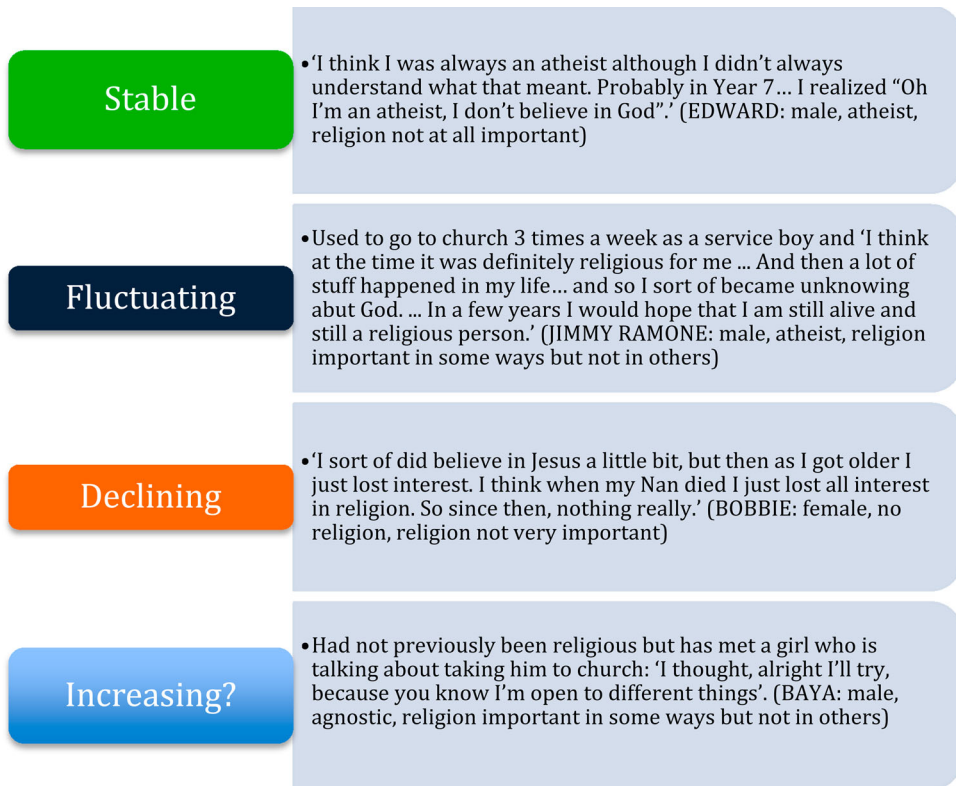 Stable
•‘I think I was always an atheist although I didn’t always
understand what that meant. Probably in Year 7… I realized “Oh
I’m an atheist, I don’t believe in God”.’ (EDWARD: male, atheist,
religion not at all important)
Fluctuating
•Used to go to church 3 times a week as a service boy and ‘I think
at the time it was definitely religious for me ... And then a lot of
stuff happened in my life… and so I sort of became unknowing
abut God. ... In a few years I would hope that I am still alive and
still a religious person.’ (JIMMY RAMONE: male, atheist, religion
important in some ways but not in others)
Declining
•‘I sort of did believe in Jesus a little bit, but then as I got older I
just lost interest. I think when my Nan died I just lost all interest
in religion. So since then, nothing really.’ (BOBBIE: female, no
religion, religion not very important)
Increasing?
•Had not previously been religious but has met a girl who is
talking about taking him to church: ‘I thought, alright I’ll try,
because you know I’m open to different things’. (BAYA: male,
agnostic, religion important in some ways but not in others)